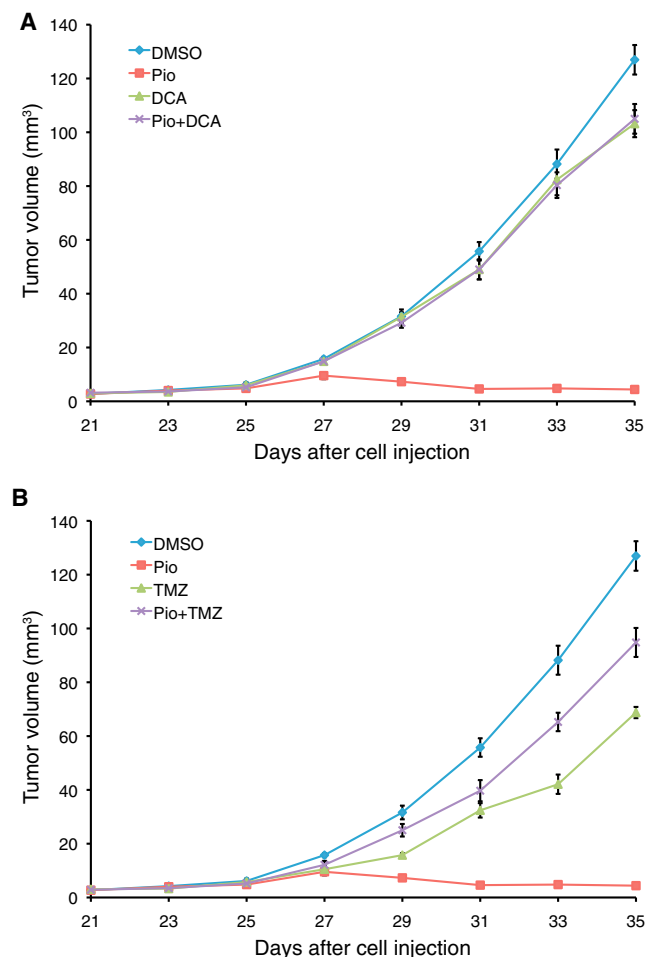 A
140
120
100
80
60
40
20
0
Tumor volume (mm³)
DMSO
Pio
DCA
Pio+DCA
21 23 25 27 29 31 33 35
Days after cell injection
B
140
120
100
80
60
40
20
0
Tumor volume (mm³)
DMSO
Pio
TMZ
Pio+TMZ
21 23 25 27 29 31 33 35
Days after cell injection